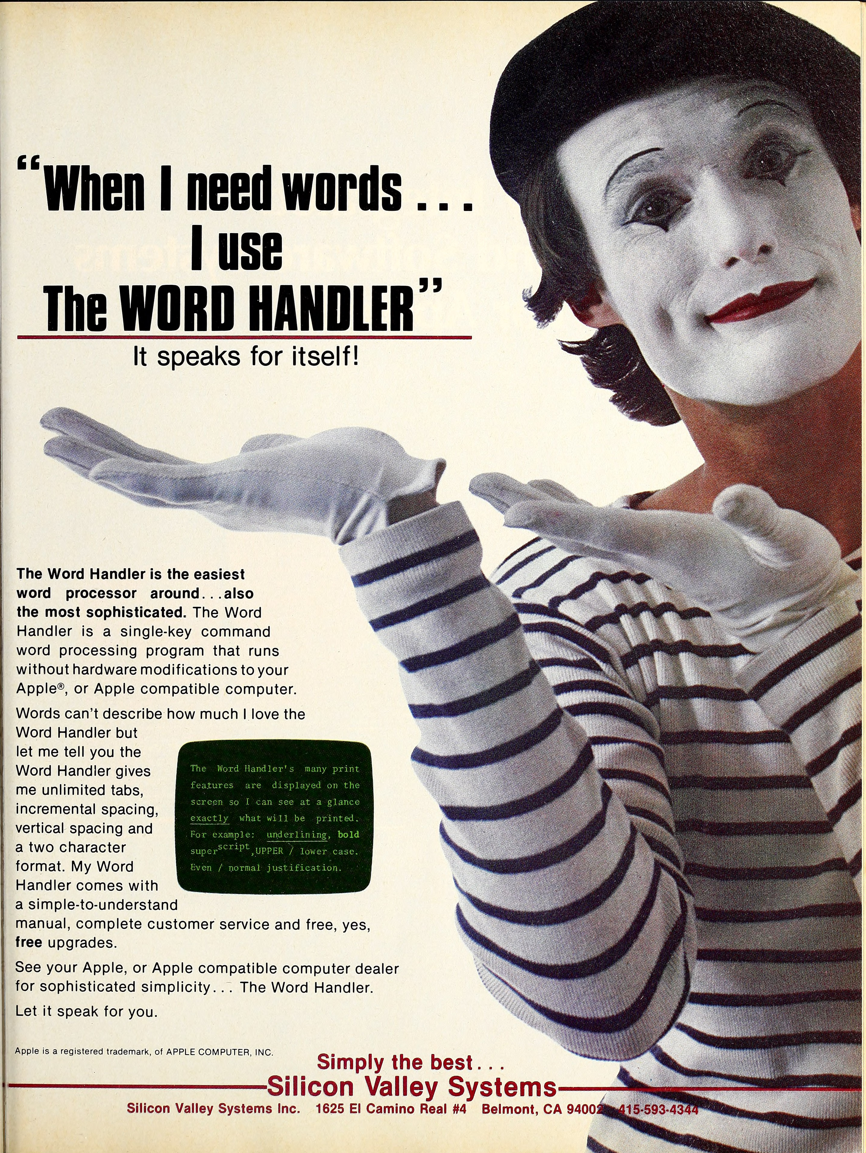 “When I need words . . .
I use
The WORD HANDLER”
It speaks for itself!
The Word Handler is the easiest
word processor around...also
the most sophisticated. The Word
Handler is a single-key command
word processing program that runs
without hardware modifications to your
Apple®, or Apple compatible computer.
Words can't describe how much I love the
Word Handler but
let me tell you the
Word Handler gives
me unlimited tabs,
incremental spacing,
vertical spacing and
a two character
format. My Word
Handler comes with
a simple-to-understand
manual, complete customer service and free, yes,
free upgrades.
The Word Handler's many print
features are displayed on the
screen so I can see at a glance
exactly what will be printed.
For example: underlining, bold
superscript,UPPER / lower case.
Even / normal justification.
See your Apple, or Apple compatible computer dealer
for sophisticated simplicity... The Word Handler.
Let it speak for you.
Apple is a registered trademark, of APPLE COMPUTER, INC.
Simply the best...
Silicon Valley Systems
Silicon Valley Systems Inc. 1625 El Camino Real #4 Belmont, CA 94002 415-593-4344